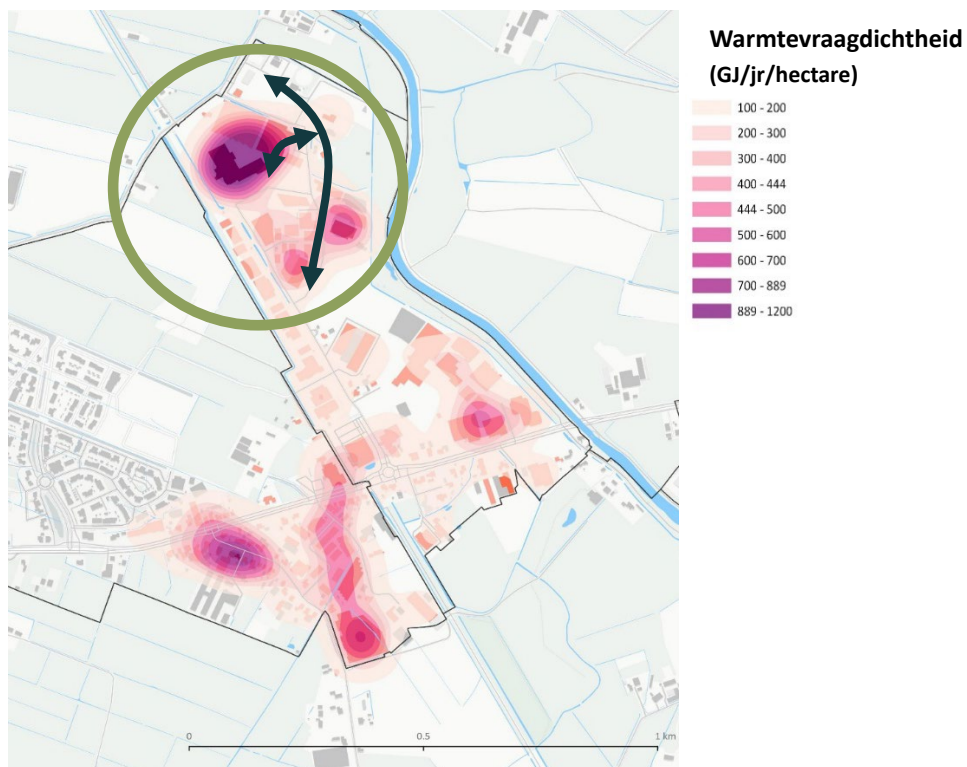 Warmtevraagdichtheid
(GJ/jr/hectare)
100 - 200
200 - 300
300 - 400
400 - 444
444 - 500
500 - 600
600 - 700
700 - 889
889 - 1200
0 0.5 1 km